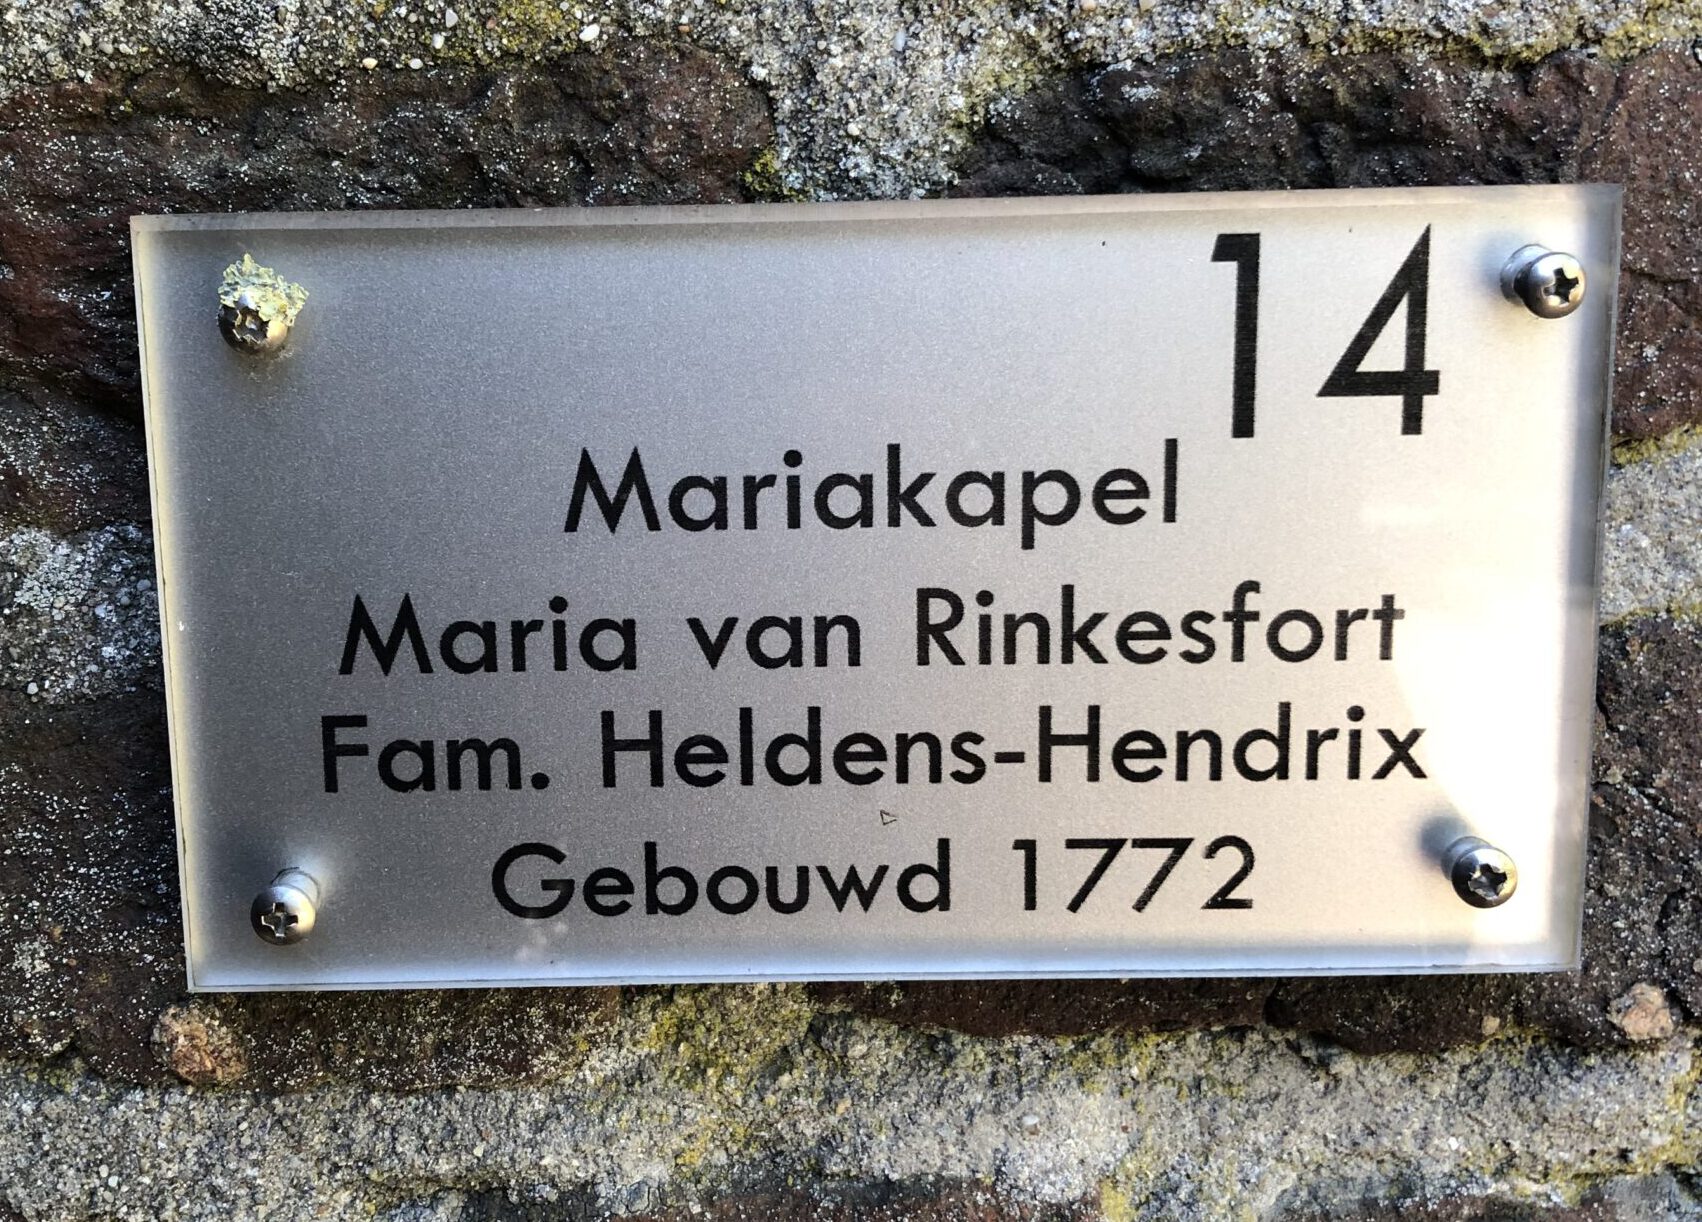 14
Mariakapel
Maria van Rinkesfort
Fam. Heldens-Hendrix
Gebouwd 1772